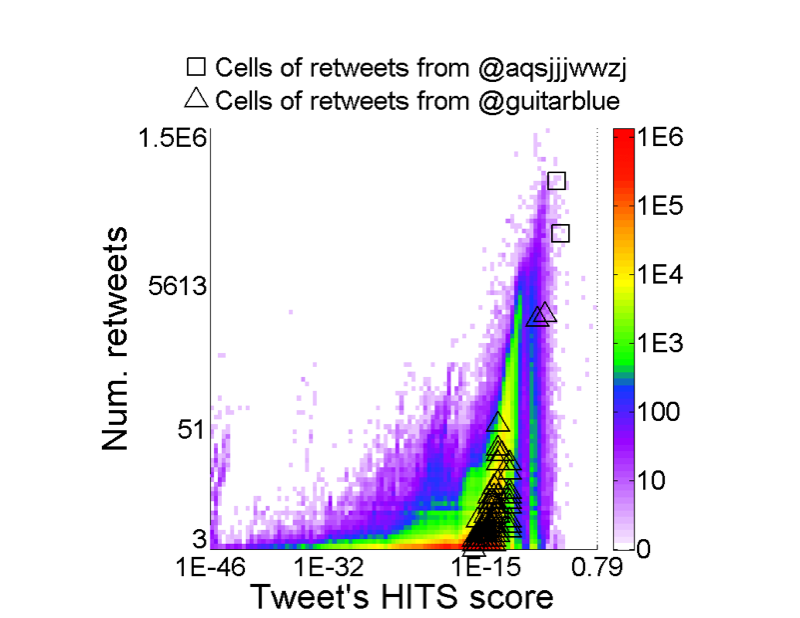 Cells of retweets from @aqsjjjwwzj
Cells of retweets from @guitarblue
1.5E6
5613
51
3
Num. retweets
1E-46 1E-32 1E-15 0.79
Tweet's HITS score
1E6
1E5
1E4
1E3
100
10
0